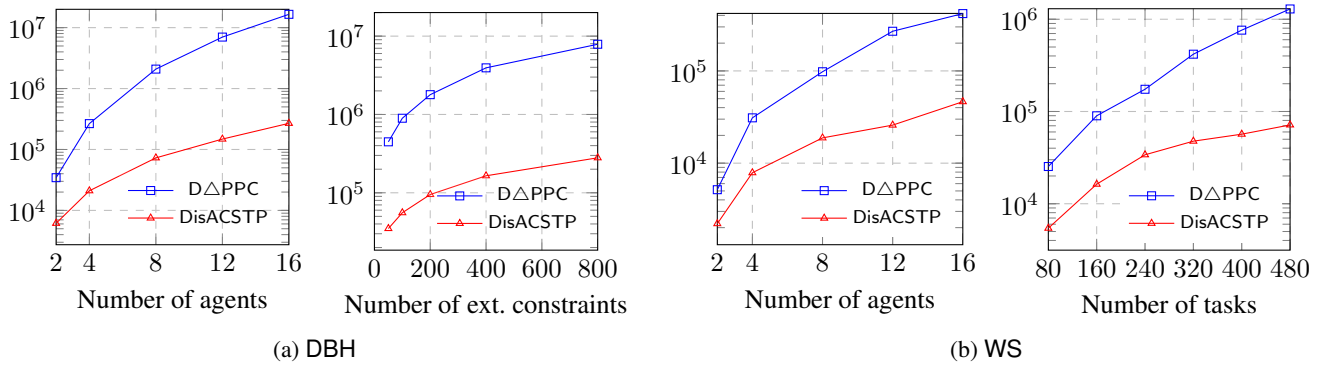 10^7
10^6
10^5
10^4
D△PPC
DisACSTP
2 4 8 12 16
Number of agents
10^7
10^6
10^5
D△PPC
DisACSTP
0 200 400 600 800
Number of ext. constraints
(a) DBH
10^5
10^4
D△PPC
DisACSTP
2 4 8 12 16
Number of agents
10^6
10^5
10^4
D△PPC
DisACSTP
80 160 240 320 400 480
Number of tasks
(b) WS